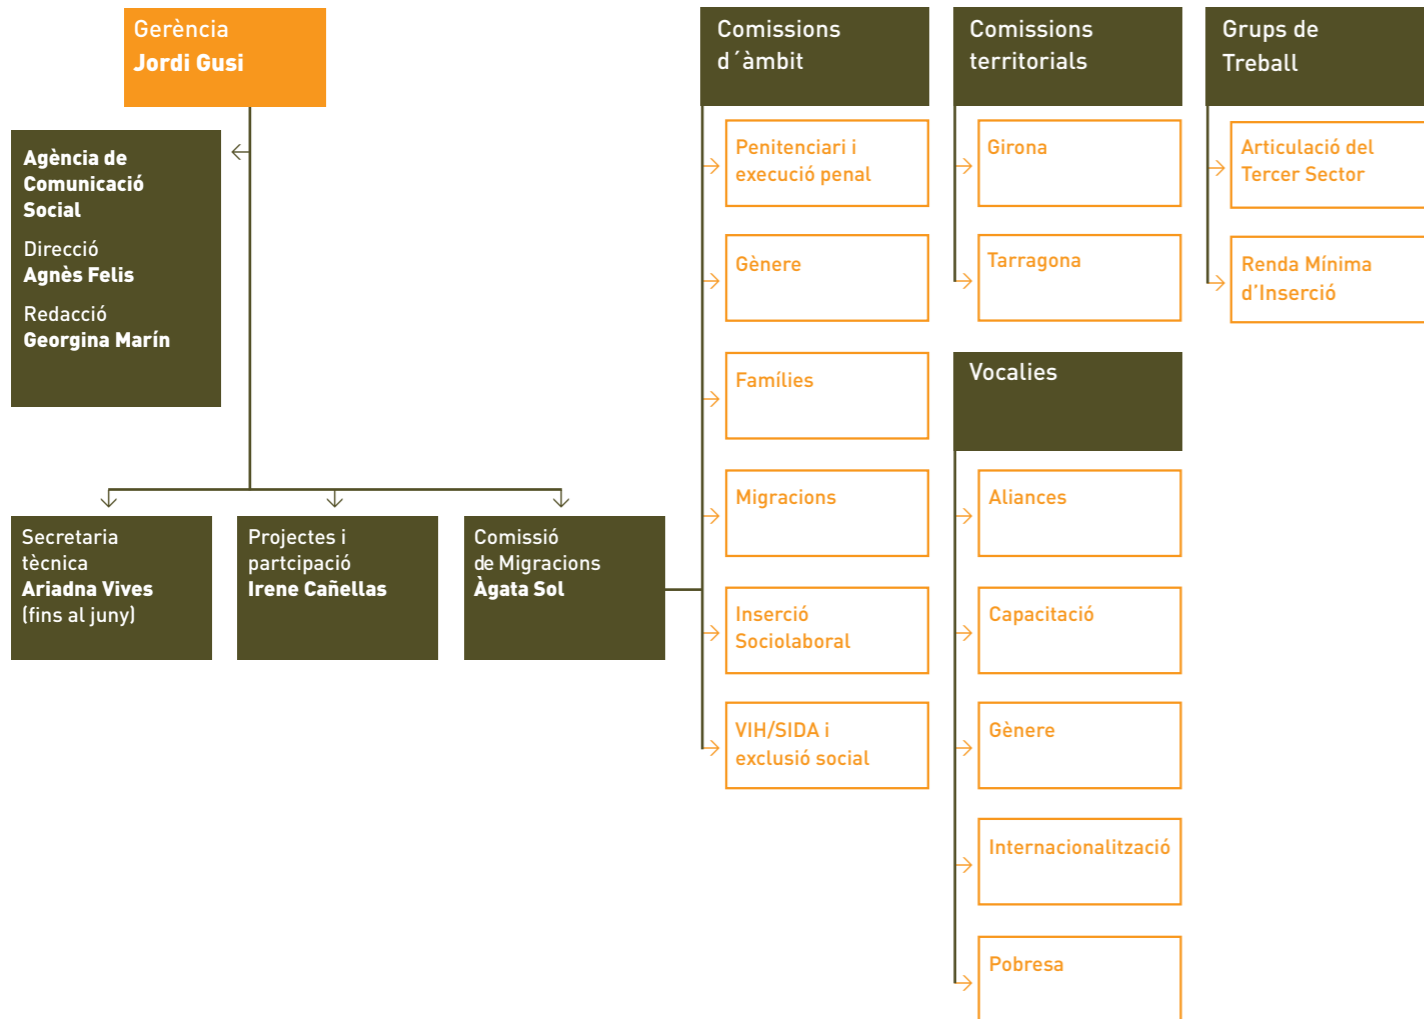 Gerència
Jordi Gusi
Agència de
Comunicació
Social
Direcció
Agnès Felis
Redacció
Georgina Marín
Secretaria
tècnica
Ariadna Vives
(fins al juny)
Projectes i
partcipació
Irene Cañellas
Comissió
de Migracions
Àgata Sol
Comissions
d´àmbit
Penitenciari i
execució penal
Gènere
Famílies
Migracions
Inserció
Sociolaboral
VIH/SIDA i
exclusió social
Comissions
territorials
Girona
Tarragona
Vocalies
Aliances
Capacitació
Gènere
Internacionalització
Pobresa
Grups de
Treball
Articulació del
Tercer Sector
Renda Mínima
d’Inserció